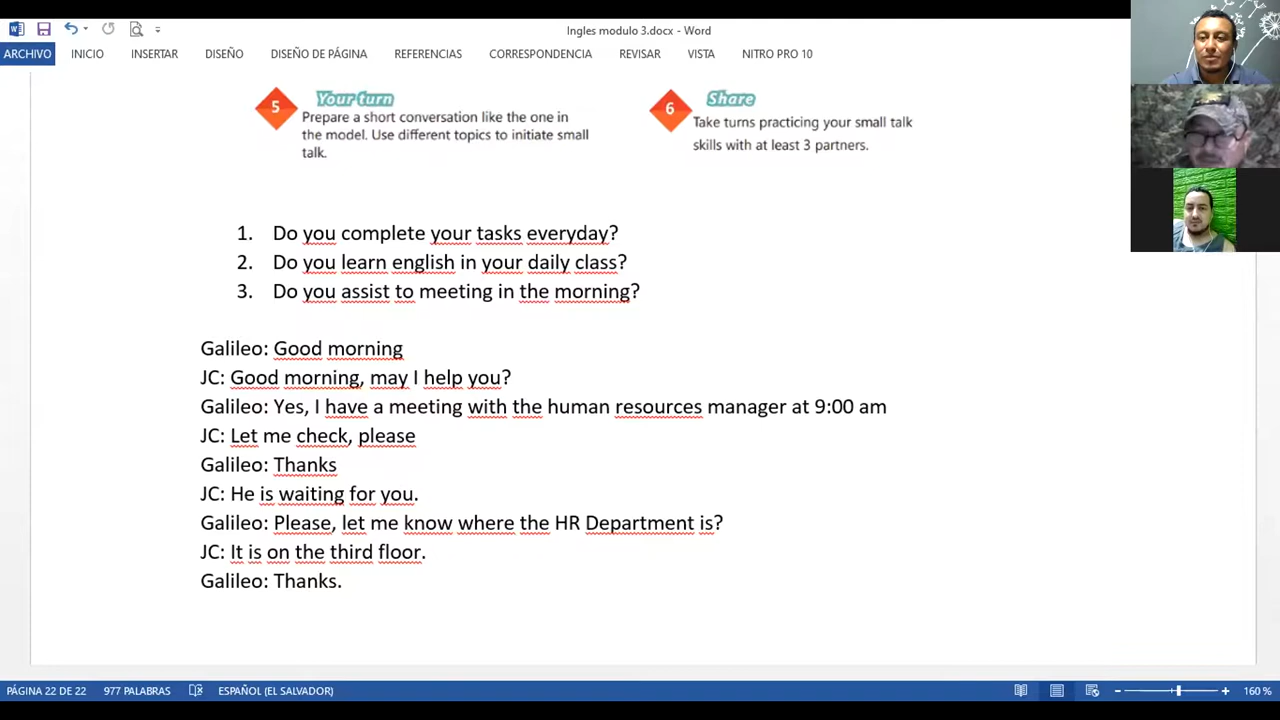 Ingles modulo 3.docx - Word
ARCHIVO INICIO INSERTAR DISEÑO DISEÑO DE PÁGINA REFERENCIAS CORRESPONDENCIA REVISAR VISTA NITRO PRO 10
5 Your turn
Prepare a short conversation like the one in
the model. Use different topics to initiate small
talk.
6 Share
Take turns practicing your small talk
skills with at least 3 partners.
1. Do you complete your tasks everyday?
2. Do you learn english in your daily class?
3. Do you assist to meeting in the morning?
Galileo: Good morning
JC: Good morning, may I help you?
Galileo: Yes, I have a meeting with the human resources manager at 9:00 am
JC: Let me check, please
Galileo: Thanks
JC: He is waiting for you.
Galileo: Please, let me know where the HR Department is?
JC: It is on the third floor.
Galileo: Thanks.
PÁGINA 22 DE 22 977 PALABRAS ESPAÑOL (EL SALVADOR) 160 %